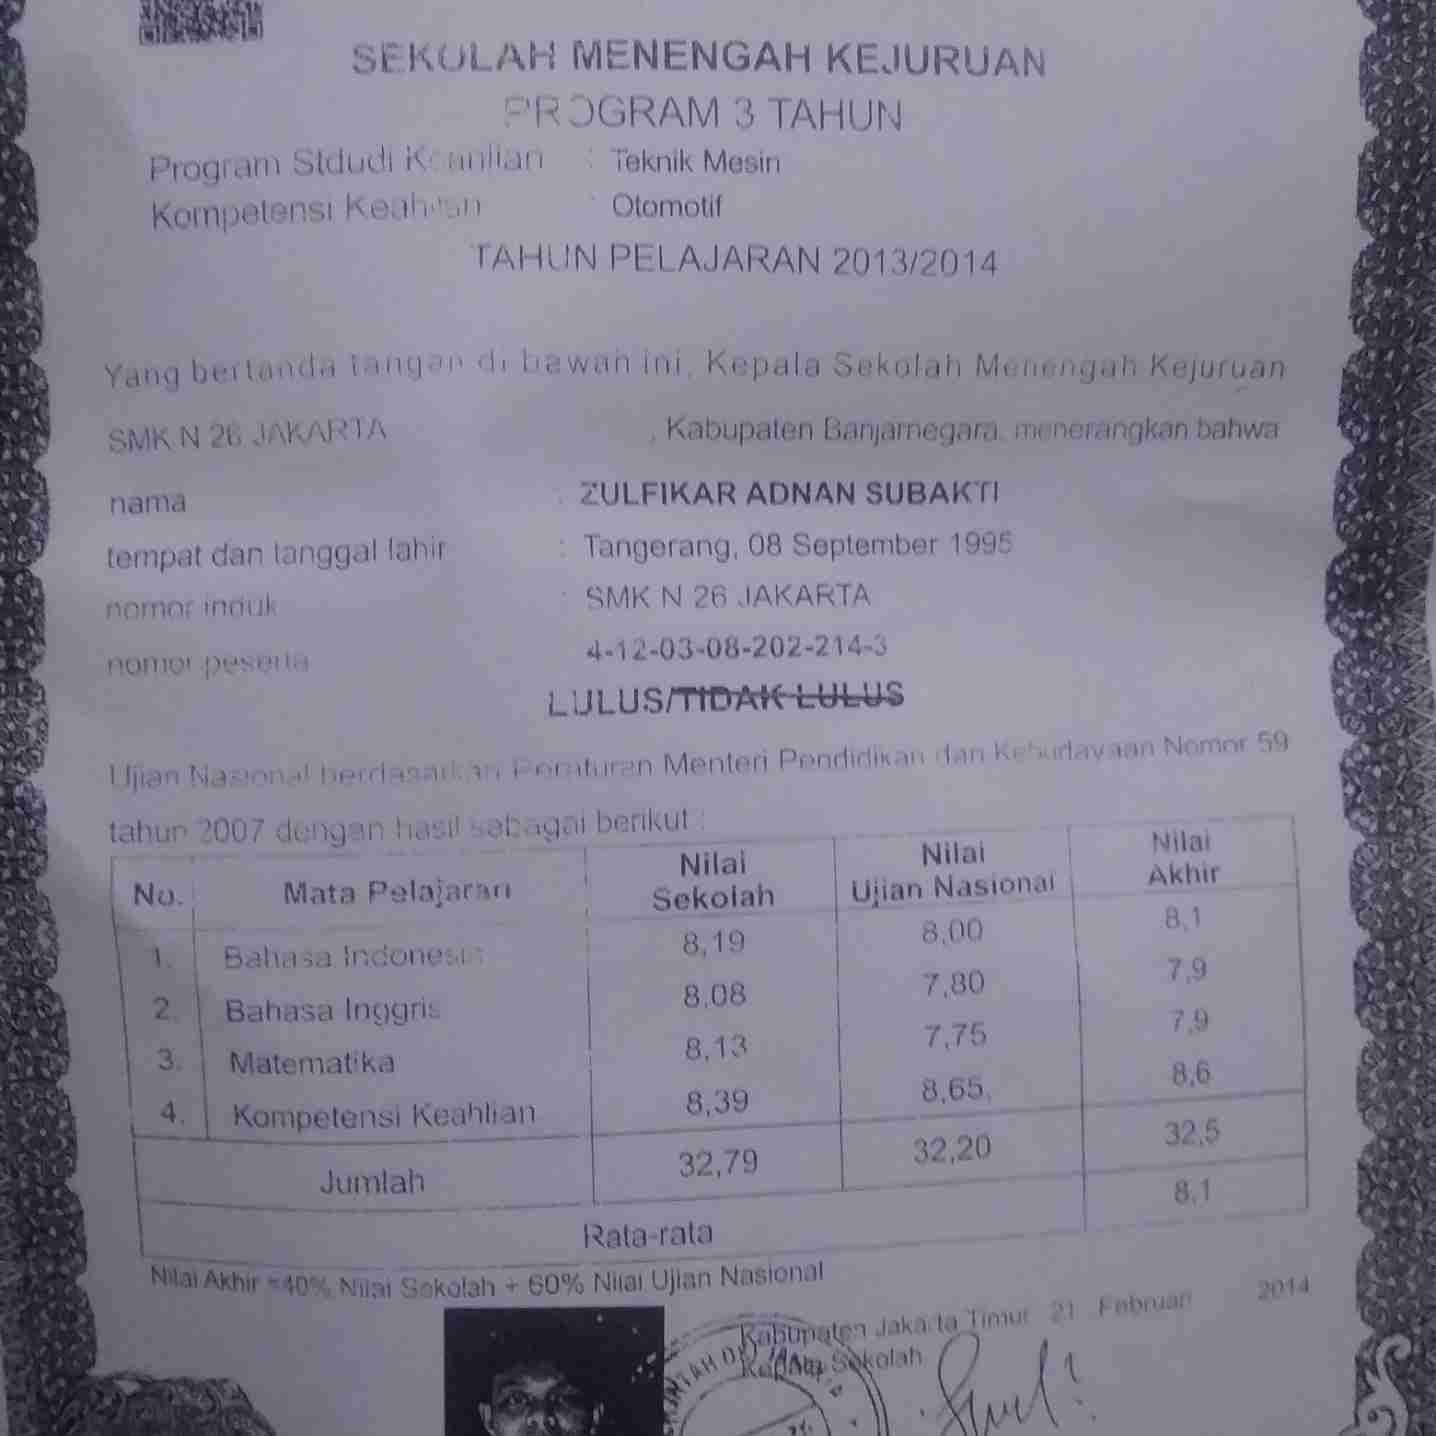 SEKOLAH MENENGAH KEJURUAN
PROGRAM 3 TAHUN
Program Stdudi Keahlian : Teknik Mesin
Kompetensi Keahlian : Otomotif
TAHUN PELAJARAN 2013/2014
Yang bertanda tangan di bawah ini, Kepala Sekolah Menengah Kejuruan
SMK N 26 JAKARTA , Kabupaten Banjarnegara, menerangkan bahwa
nama : ZULFIKAR ADNAN SUBAKTI
tempat dan tanggal lahir : Tangerang, 08 September 1995
nomor induk : SMK N 26 JAKARTA
nomor peserta 4-12-03-08-202-214-3
LULUS/TIDAK LULUS
Ujian Nasional berdasarkan Peraturan Menteri Pendidikan dan Kebudayaan Nomor 59
tahun 2007 dengan hasil sebagai berikut :
No. Mata Pelajaran Nilai Sekolah Nilai Ujian Nasional Nilai Akhir
1. Bahasa Indonesia 8,19 8,00 8,1
2. Bahasa Inggris 8,08 7,80 7,9
3. Matematika 8,13 7,75 7,9
4. Kompetensi Keahlian 8,39 8,65, 8,6
Jumlah 32,79 32,20 32,5
Rata-rata 8,1
Nilai Akhir =40% Nilai Sekolah + 60% Nilai Ujian Nasional
Kabupaten Jakarta Timur 21 Februari 2014
Kepala Sekolah